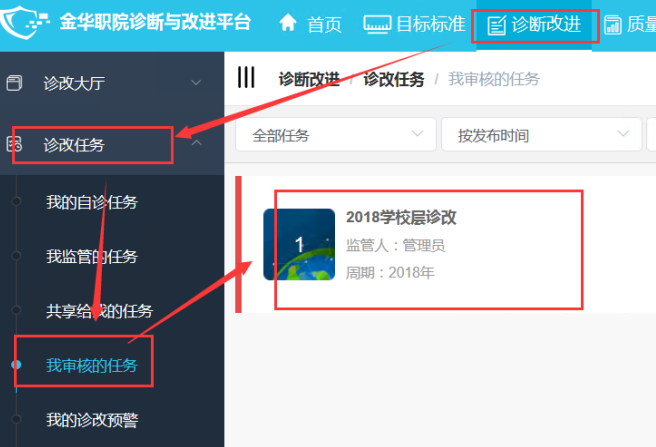 金华职院诊断与改进平台 首页 目标标准 诊断改进 质量
诊改大厅
诊断改进 / 诊改任务 / 我审核的任务
诊改任务
全部任务 按发布时间
我的自诊任务
我监管的任务
共享给我的任务
我审核的任务
我的诊改预警
1
2018学校层诊改
监管人：管理员
周期：2018年